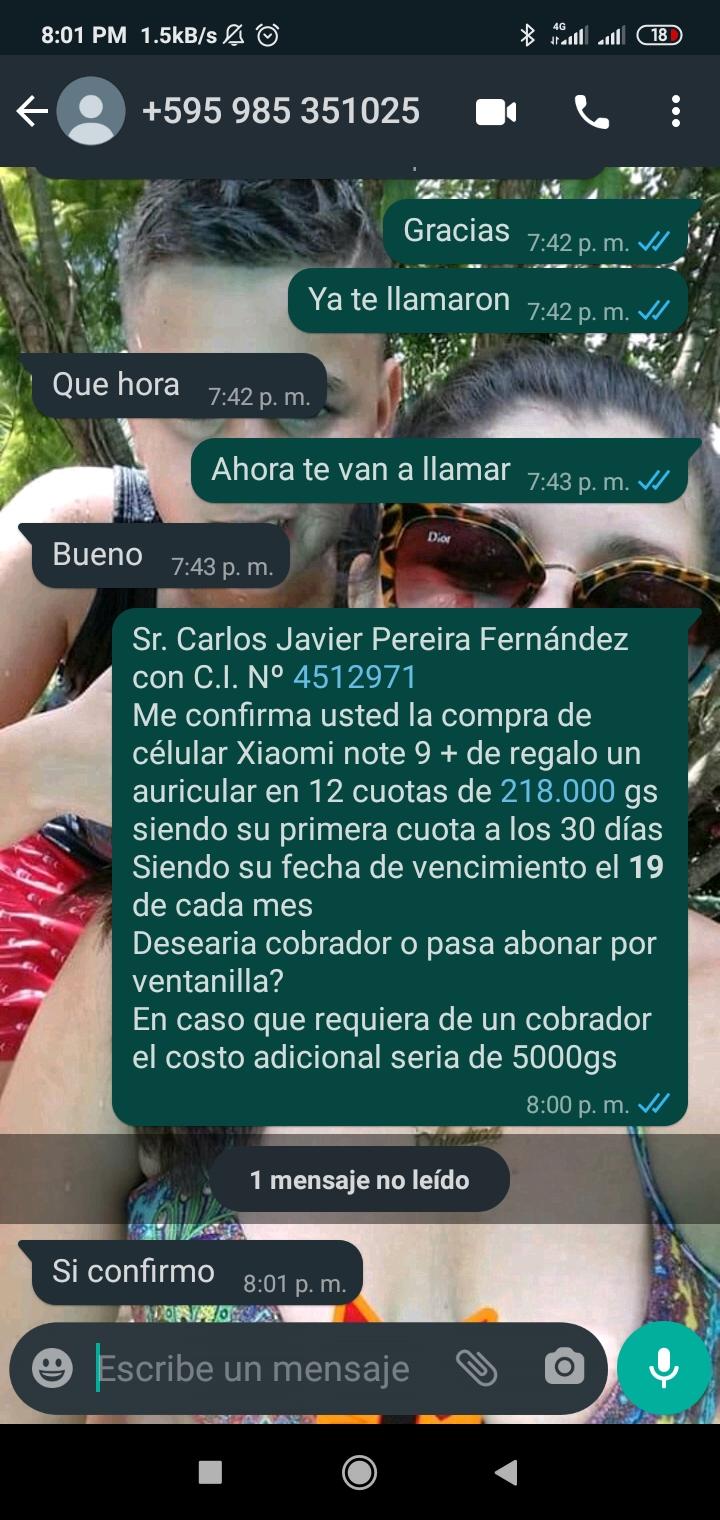 8:01 PM 1.5kB/s 4G 18
+595 985 351025
Gracias 7:42 p. m.
Ya te llamaron 7:42 p. m.
Que hora 7:42 p. m.
Ahora te van a llamar 7:43 p. m.
Dior
Bueno 7:43 p. m.
Sr. Carlos Javier Pereira Fernández
con C.I. Nº 4512971
Me confirma usted la compra de
célular Xiaomi note 9 + de regalo un
auricular en 12 cuotas de 218.000 gs
siendo su primera cuota a los 30 días
Siendo su fecha de vencimiento el 19
de cada mes
Desearia cobrador o pasa abonar por
ventanilla?
En caso que requiera de un cobrador
el costo adicional seria de 5000gs
8:00 p. m.
1 mensaje no leído
Si confirmo 8:01 p. m.
Escribe un mensaje